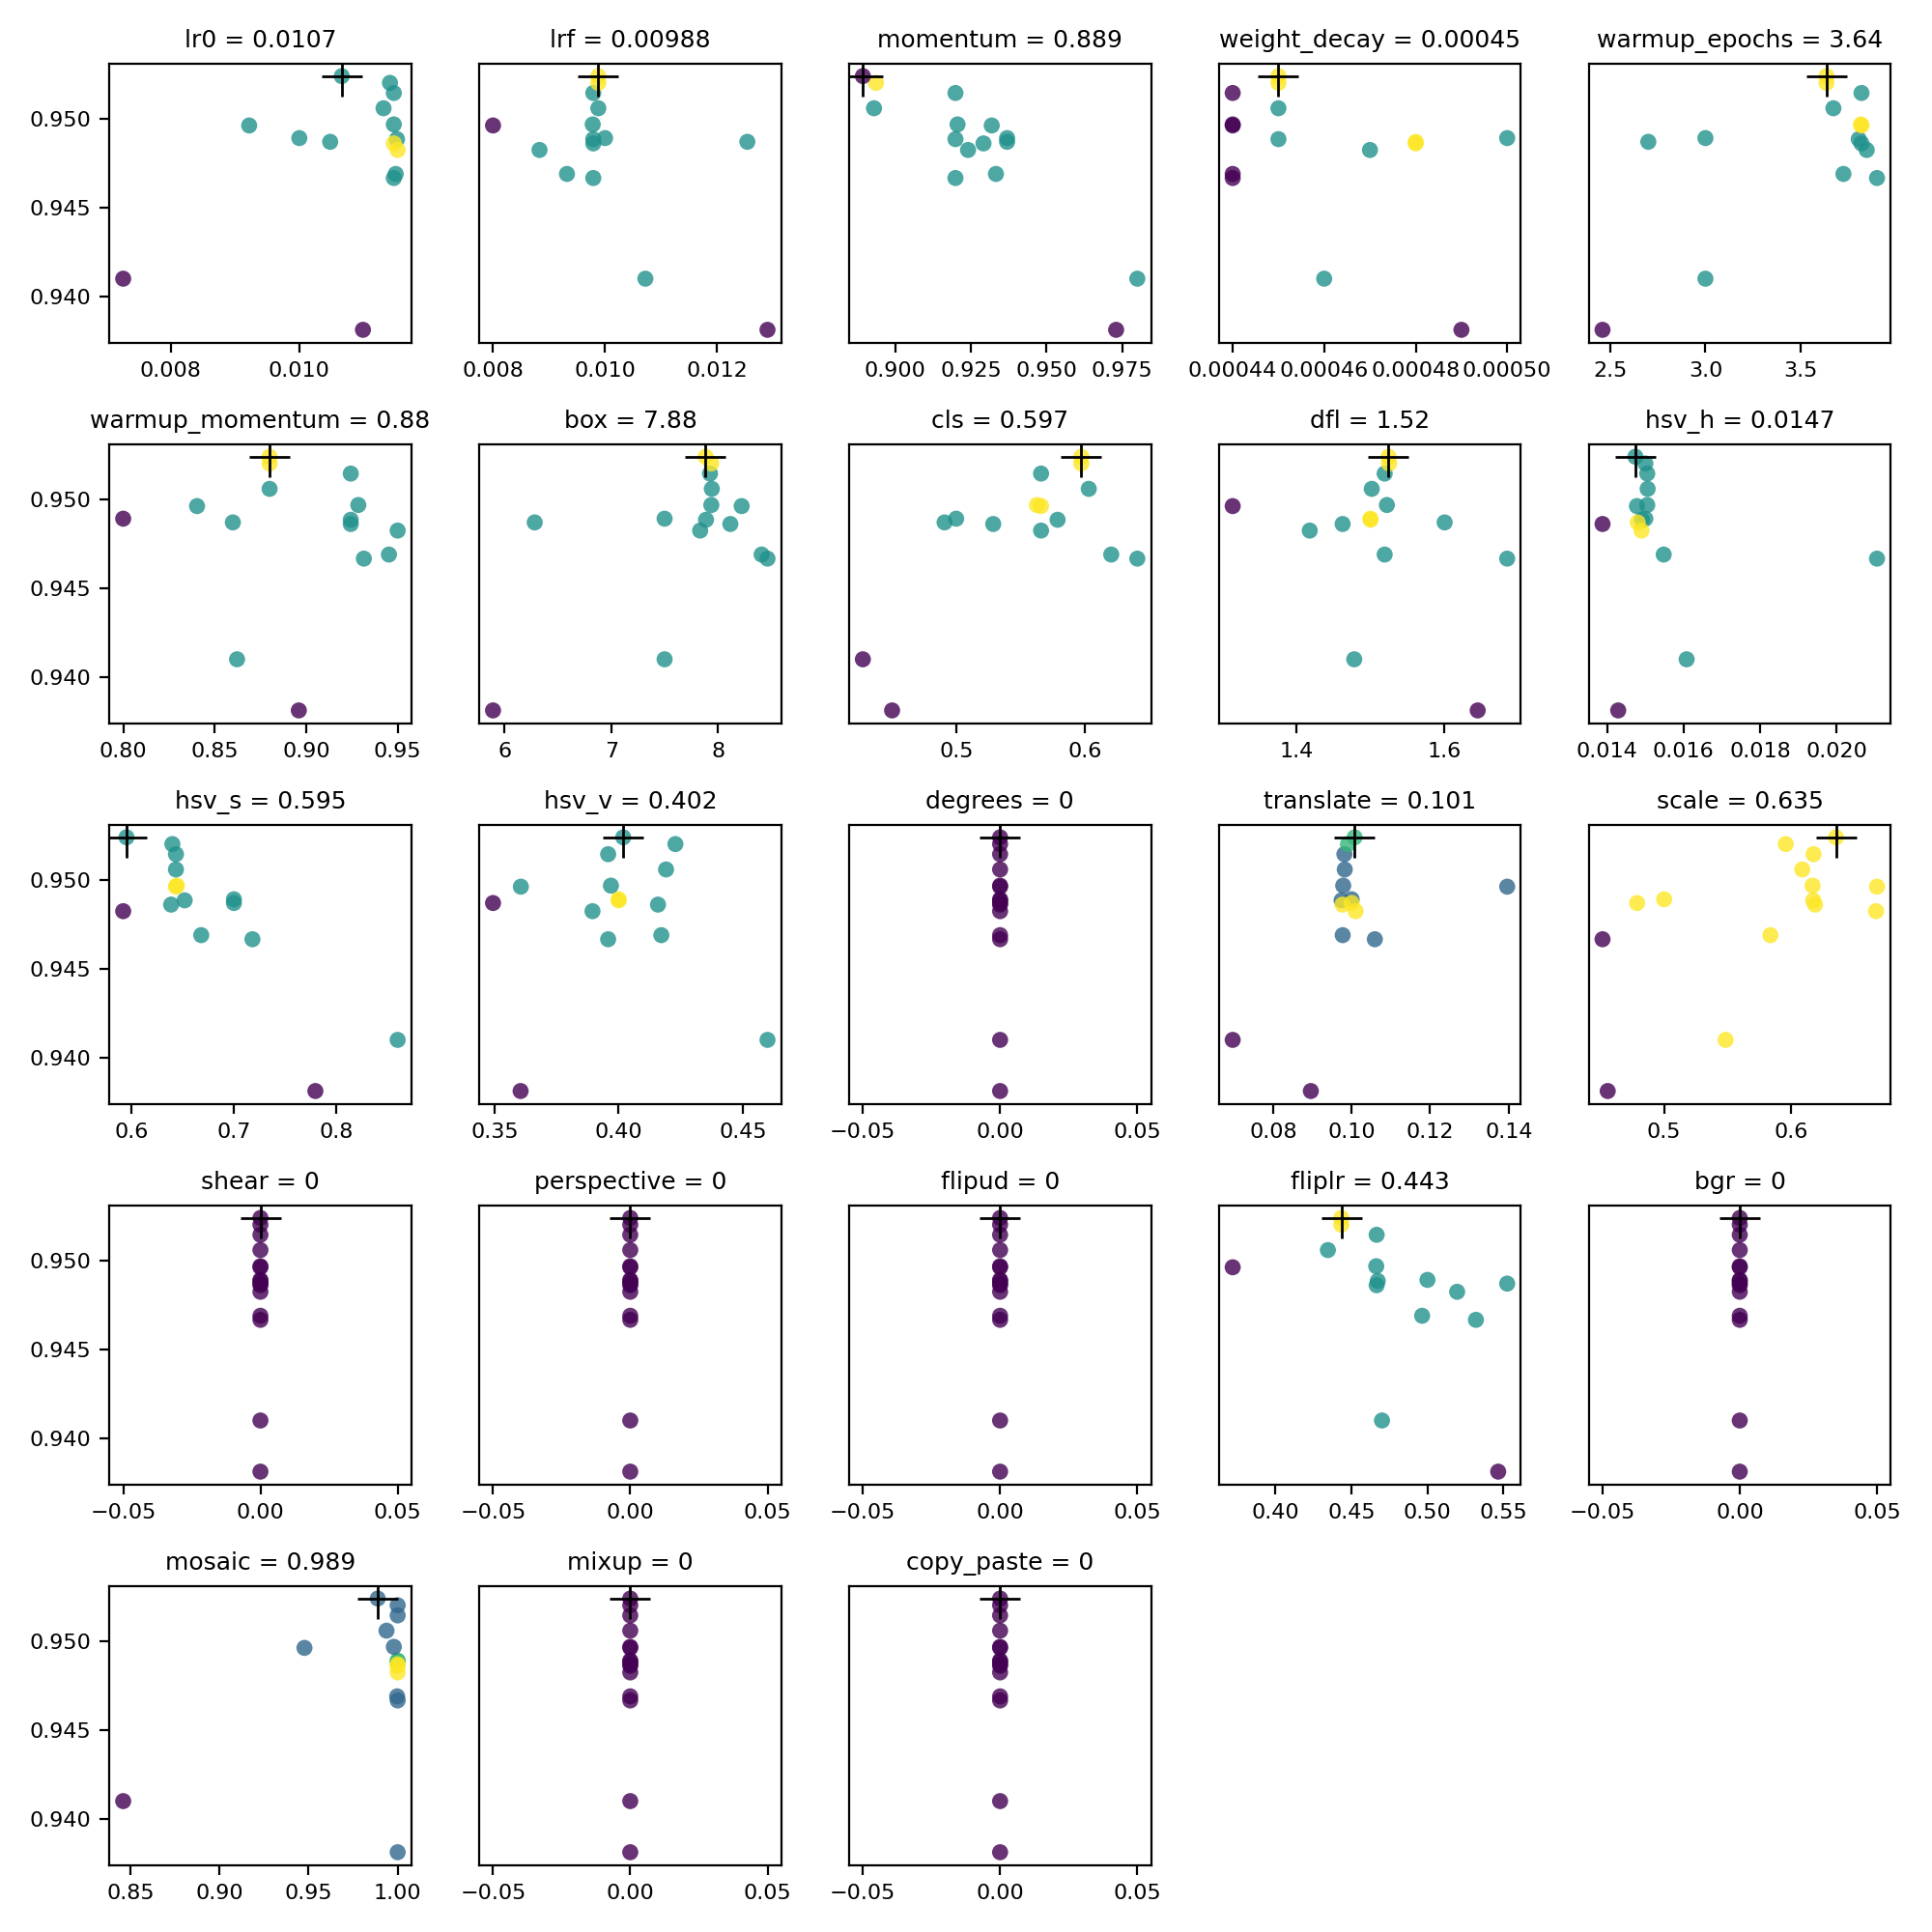 lr0 = 0.0107 lrf = 0.00988 momentum = 0.889 weight_decay = 0.00045 warmup_epochs = 3.64
0.950
0.945
0.940
0.008 0.010 0.008 0.010 0.012 0.900 0.925 0.950 0.975 0.00044 0.00046 0.00048 0.00050 2.5 3.0 3.5
warmup_momentum = 0.88 box = 7.88 cls = 0.597 dfl = 1.52 hsv_h = 0.0147
0.950
0.945
0.940
0.80 0.85 0.90 0.95 6 7 8 0.5 0.6 1.4 1.6 0.014 0.016 0.018 0.020
hsv_s = 0.595 hsv_v = 0.402 degrees = 0 translate = 0.101 scale = 0.635
0.950
0.945
0.940
0.6 0.7 0.8 0.35 0.40 0.45 −0.05 0.00 0.05 0.08 0.10 0.12 0.14 0.5 0.6
shear = 0 perspective = 0 flipud = 0 fliplr = 0.443 bgr = 0
0.950
0.945
0.940
−0.05 0.00 0.05 −0.05 0.00 0.05 −0.05 0.00 0.05 0.40 0.45 0.50 0.55 −0.05 0.00 0.05
mosaic = 0.989 mixup = 0 copy_paste = 0
0.950
0.945
0.940
0.85 0.90 0.95 1.00 −0.05 0.00 0.05 −0.05 0.00 0.05